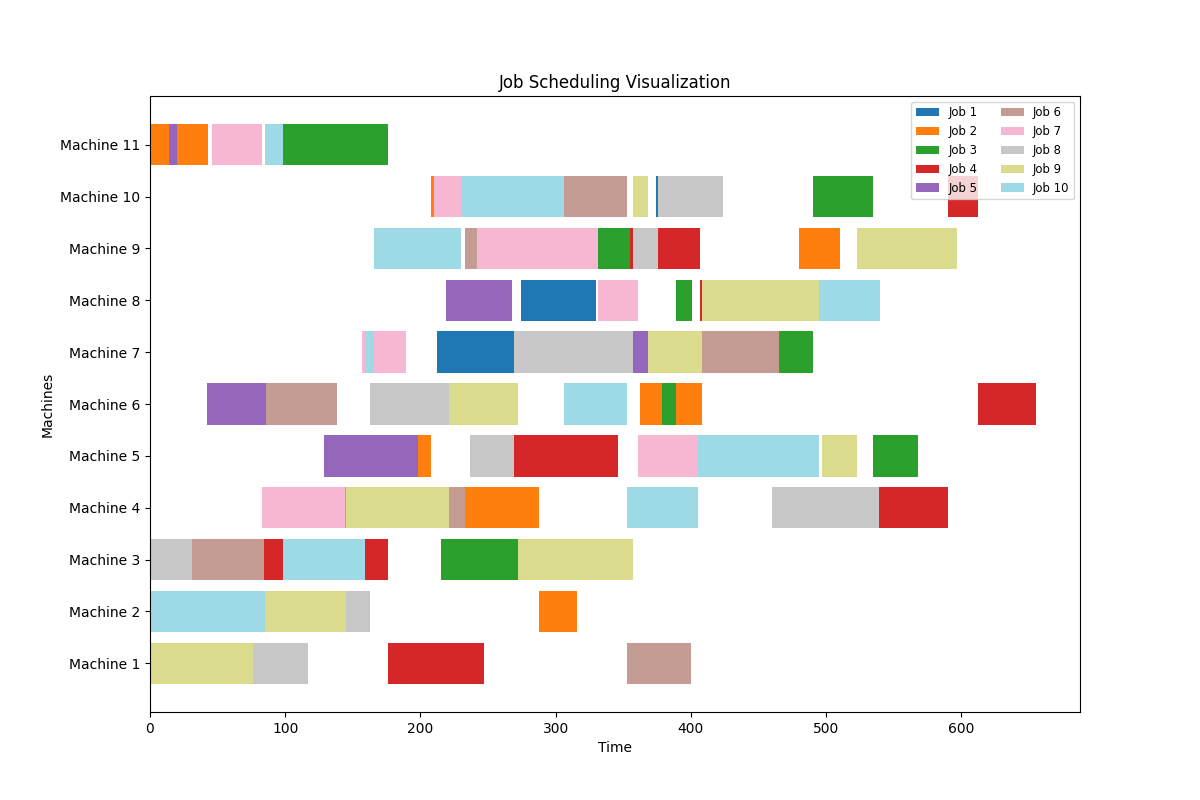 Job Scheduling Visualization
Machine 11
Machine 10
Machine 9
Machine 8
Machine 7
Machine 6
Machine 5
Machine 4
Machine 3
Machine 2
Machine 1
Machines
Job 1
Job 2
Job 3
Job 4
Job 5
Job 6
Job 7
Job 8
Job 9
Job 10
0 100 200 300 400 500 600
Time